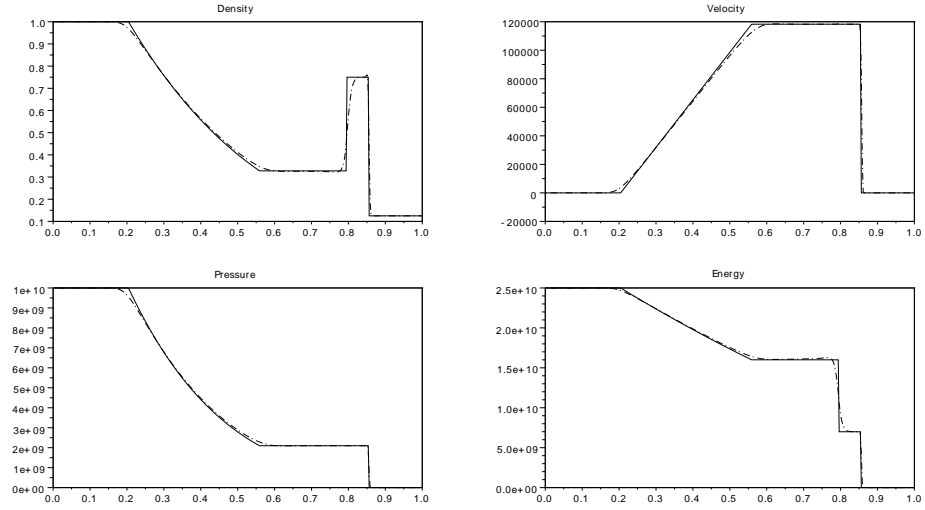 Density
1.0
0.9
0.8
0.7
0.6
0.5
0.4
0.3
0.2
0.1
0.0 0.1 0.2 0.3 0.4 0.5 0.6 0.7 0.8 0.9 1.0
Velocity
120000
100000
80000
60000
40000
20000
0
-20000
0.0 0.1 0.2 0.3 0.4 0.5 0.6 0.7 0.8 0.9 1.0
Pressure
1e+10
9e+09
8e+09
7e+09
6e+09
5e+09
4e+09
3e+09
2e+09
1e+09
0e+00
0.0 0.1 0.2 0.3 0.4 0.5 0.6 0.7 0.8 0.9 1.0
Energy
2.5e+10
2.0e+10
1.5e+10
1.0e+10
5.0e+09
0.0e+00
0.0 0.1 0.2 0.3 0.4 0.5 0.6 0.7 0.8 0.9 1.0